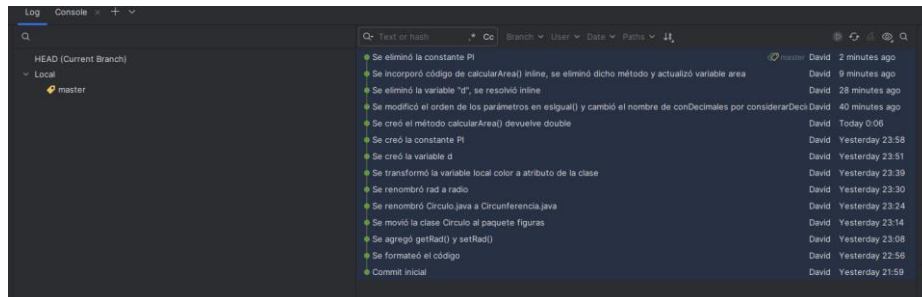 Log Console
Text or hash .* Cc Branch User Date Paths
HEAD (Current Branch)
Local
master
Se eliminó la constante PI master David 2 minutes ago
Se incorporó código de calcularArea() inline, se eliminó dicho método y actualizó variable area David 9 minutes ago
Se eliminó la variable "d", se resolvió inline David 28 minutes ago
Se modificó el orden de los parámetros en esIgual() y cambió el nombre de conDecimales por considerarDeci David 40 minutes ago
Se creó el método calcularArea() devuelve double David Today 0:06
Se creó la constante PI David Yesterday 23:58
Se creó la variable d David Yesterday 23:51
Se transformó la variable local color a atributo de la clase David Yesterday 23:39
Se renombró rad a radio David Yesterday 23:30
Se renombró Circulo.java a Circunferencia.java David Yesterday 23:24
Se movió la clase Circulo al paquete figuras David Yesterday 23:14
Se agregó getRad() y setRad() David Yesterday 23:08
Se formateó el código David Yesterday 22:56
Commit inicial David Yesterday 21:59